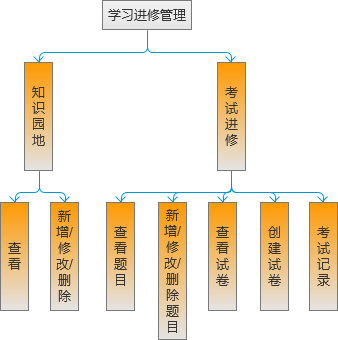 学习进修管理
知识园地
考试进修
查看
新增/修改/删除
查看题目
新增/修改/删除题目
查看试卷
创建试卷
考试记录